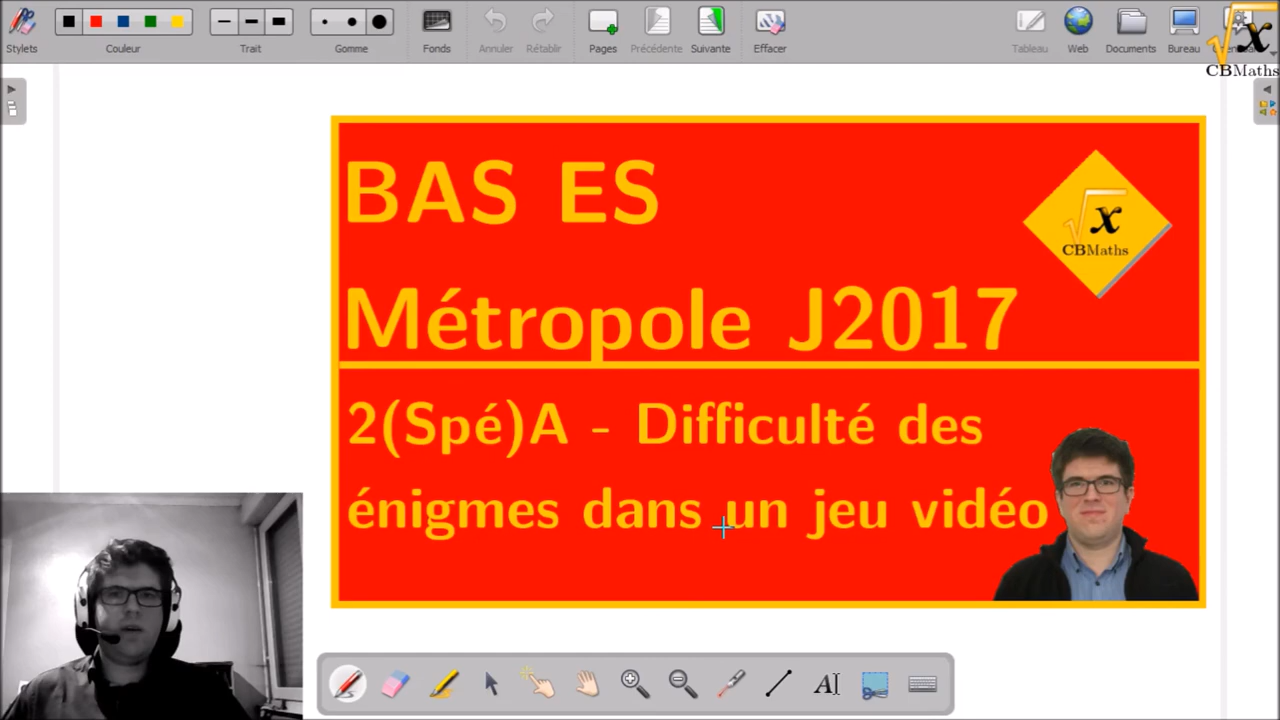 Stylets
Couleur
Trait
Gomme
Fonds
Annuler
Rétablir
Pages
Précédente
Suivante
Effacer
Tableau
Web
Documents
Bureau
√x
CBMaths
BAS ES
Métropole J2017
√x
CBMaths
2(Spé)A - Difficulté des
énigmes dans un jeu vidéo
AI